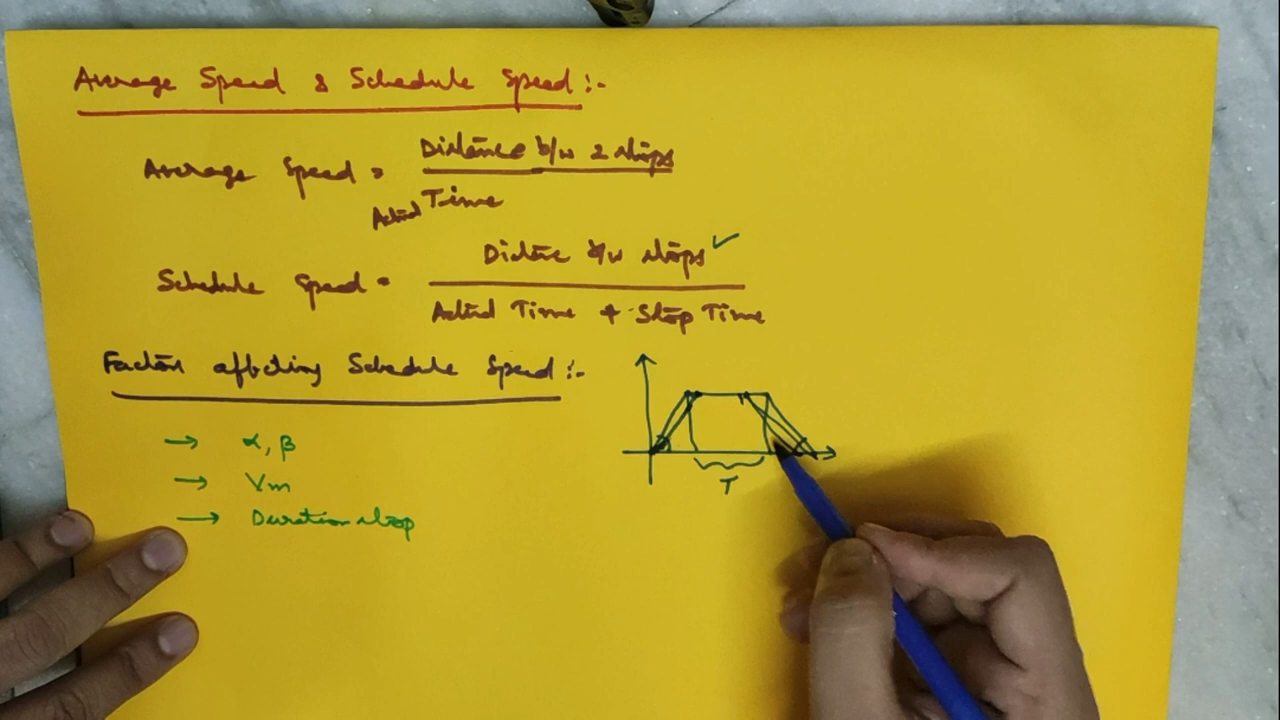 Average Speed & Schedule Speed :-
Average Speed = Distance b/w 2 stops
Actual Time
Schedule Speed = Distance b/w stops ✓
Actual Time + Stop Time
Factors affecting Schedule Speed :-
→ α, β
→ Vm
→ Duration stop
T